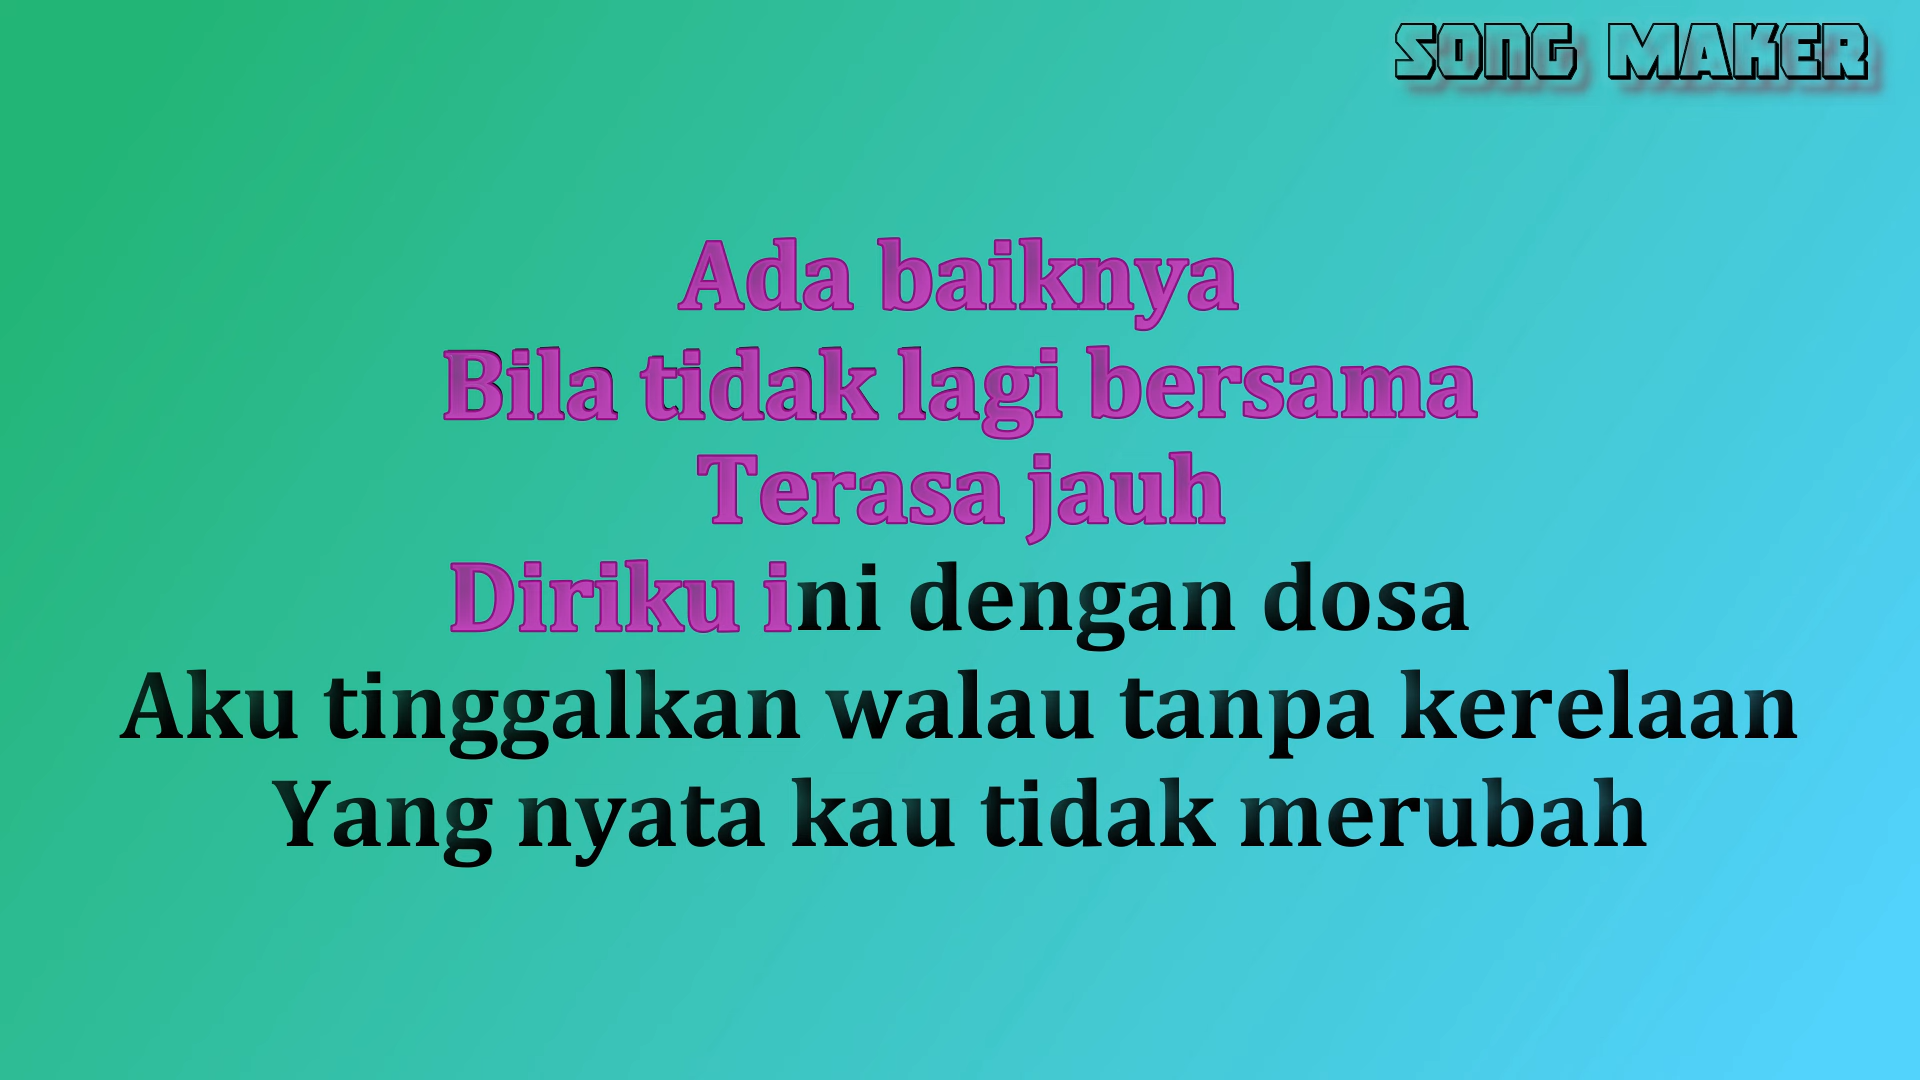 SONG MAKER
Ada baiknya
Bila tidak lagi bersama
Terasa jauh
Diriku ini dengan dosa
Aku tinggalkan walau tanpa kerelaan
Yang nyata kau tidak merubah